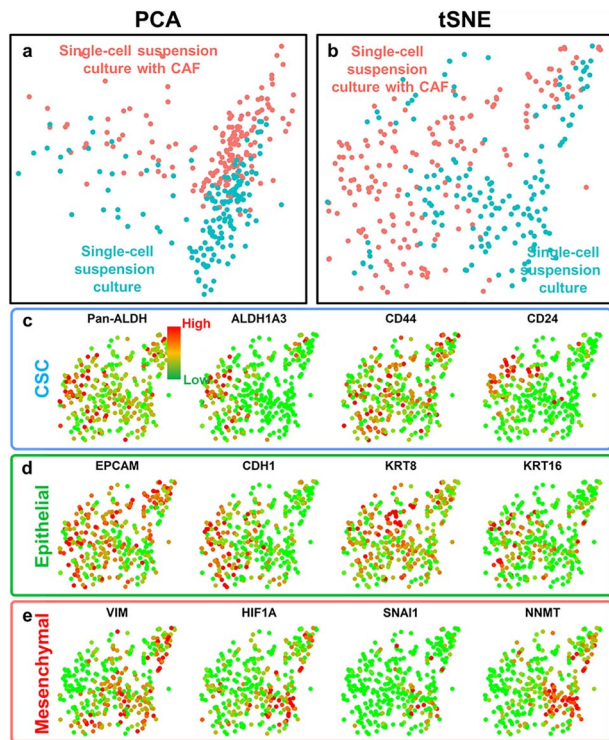 PCA
tSNE
a
Single-cell suspension
culture with CAF
Single-cell
suspension
culture
b
Single-cell
suspension
culture with CAF
Single-cell
suspension
culture
c
CSC
Pan-ALDH
High
Low
ALDH1A3
CD44
CD24
d
Epithelial
EPCAM
CDH1
KRT8
KRT16
e
Mesenchymal
VIM
HIF1A
SNAI1
NNMT